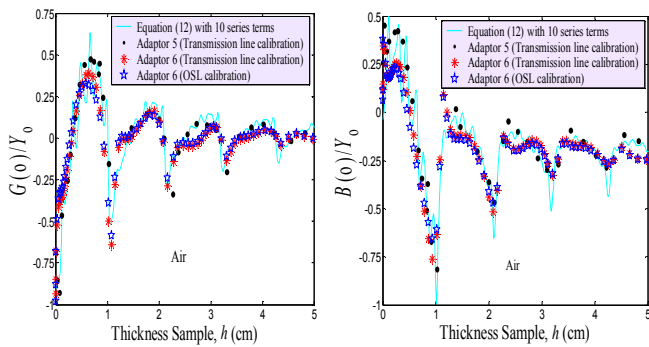 Equation (12) with 10 series terms
Adaptor 5 (Transmission line calibration)
Adaptor 6 (Transmission line calibration)
Adaptor 6 (OSL calibration)
0.75
0.5
0.25
0
-0.25
-0.5
0.75
-1
G (o) / Y o
Air
0 1 2 3 4 5
Thickness Sample, h (cm)
Equation (12) with 10 series terms
Adaptor 5 (Transmission line calibration)
Adaptor 6 (Transmission line calibration)
Adaptor 6 (OSL calibration)
0.5
0.25
0
-0.25
-0.5
-0.75
-1
B (o) / Y o
Air
0 1 2 3 4 5
Thickness Sample, h (cm)